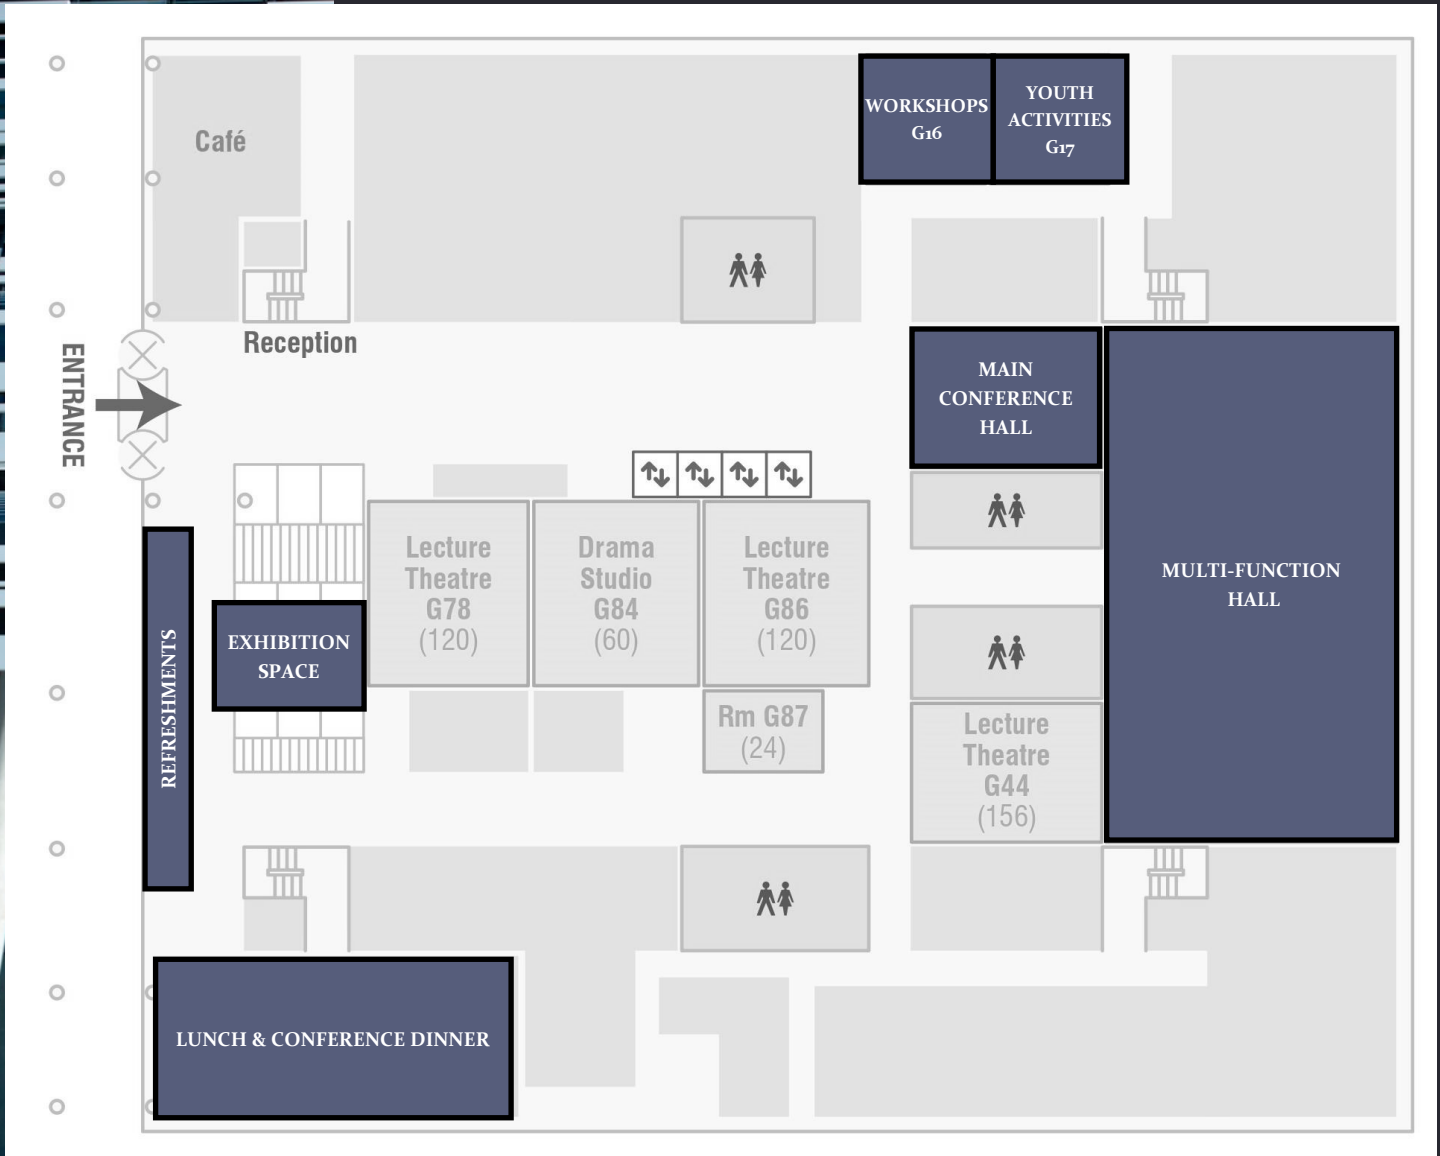 WORKSHOPS
G16
YOUTH
ACTIVITIES
G17
Café
Reception
ENTRANCE
MAIN
CONFERENCE
HALL
MULTI-FUNCTION
HALL
Lecture
Theatre
G78
(120)
Drama
Studio
G84
(60)
Lecture
Theatre
G86
(120)
REFRESHMENTS
EXHIBITION
SPACE
Rm G87
(24)
Lecture
Theatre
G44
(156)
LUNCH & CONFERENCE DINNER